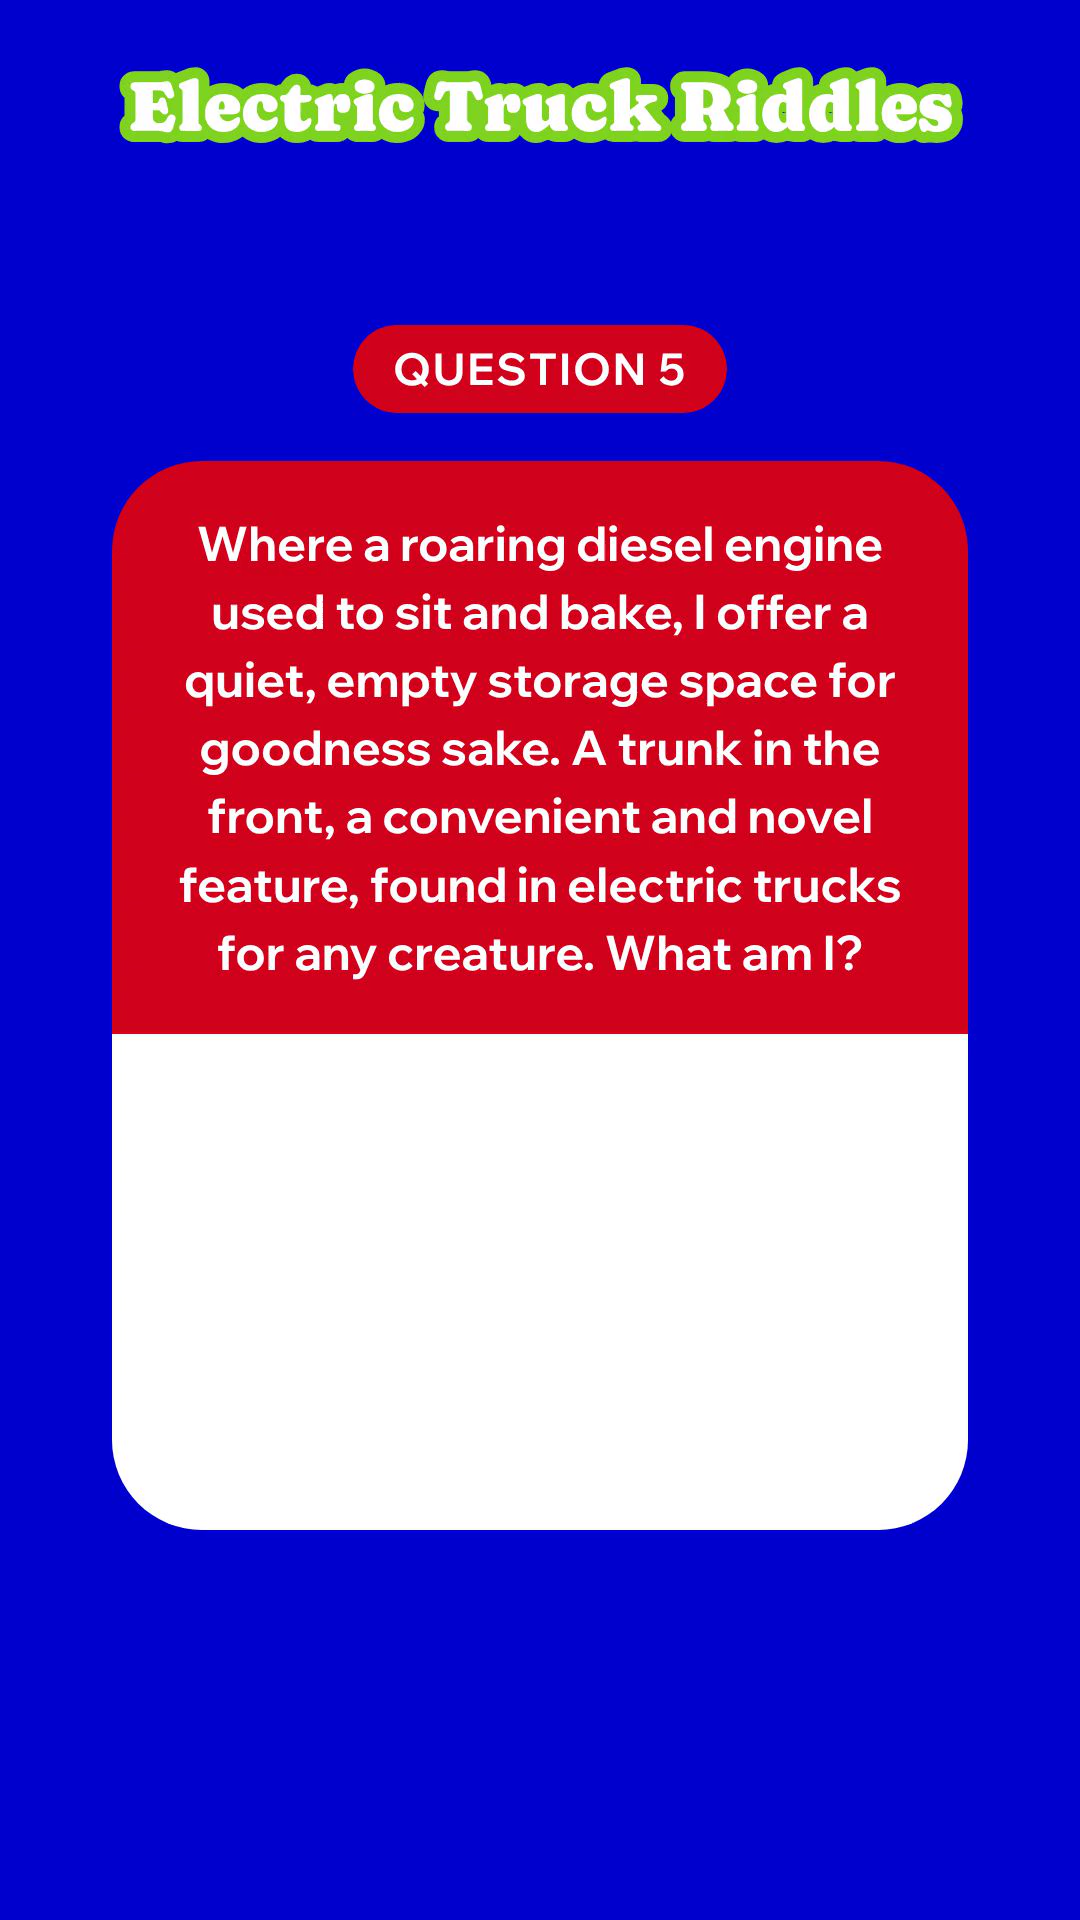 Electric Truck Riddles
QUESTION 5
Where a roaring diesel engine
used to sit and bake, I offer a
quiet, empty storage space for
goodness sake. A trunk in the
front, a convenient and novel
feature, found in electric trucks
for any creature. What am I?